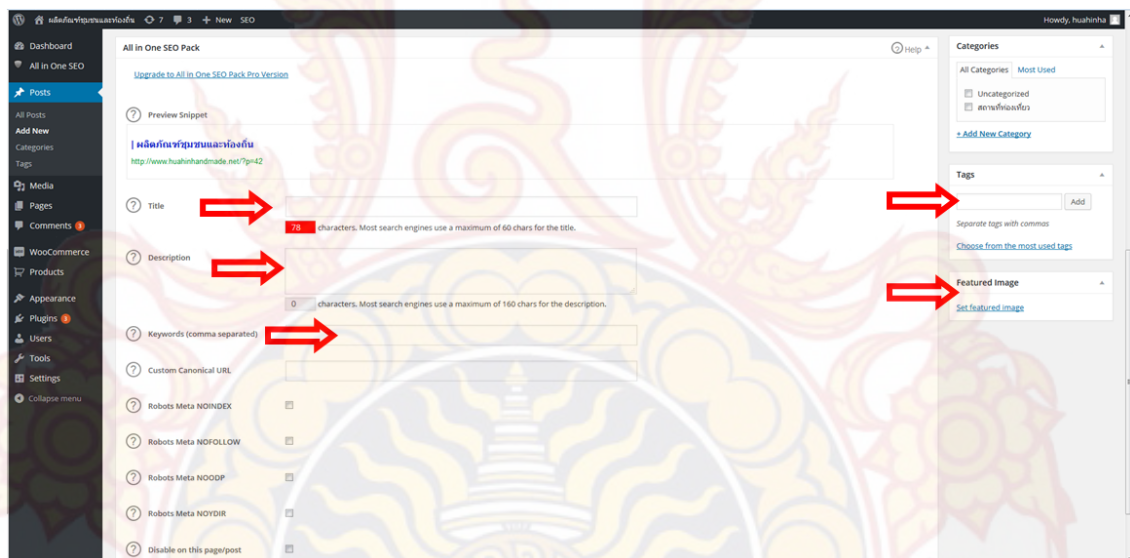 ผลิตภัณฑ์ชุมชนและท้องถิ่น 7 3 + New SEO Howdy, huahinha
Dashboard
All in One SEO
Posts
All Posts
Add New
Categories
Tags
Media
Pages
Comments 3
WooCommerce
Products
Appearance
Plugins 3
Users
Tools
Settings
Collapse menu
All in One SEO Pack
? Help
Upgrade to All in One SEO Pack Pro Version
? Preview Snippet
| ผลิตภัณฑ์ชุมชนและท้องถิ่น
http://www.huahinhandmade.net/?p=42
? Title
78 characters. Most search engines use a maximum of 60 chars for the title.
? Description
0 characters. Most search engines use a maximum of 160 chars for the description.
? Keywords (comma separated)
? Custom Canonical URL
? Robots Meta NOINDEX
? Robots Meta NOFOLLOW
? Robots Meta NOODP
? Robots Meta NOYDIR
? Disable on this page/post
Categories
All Categories Most Used
Uncategorized
สถานที่ท่องเที่ยว
+ Add New Category
Tags
Add
Separate tags with commas
Choose from the most used tags
Featured Image
Set featured image